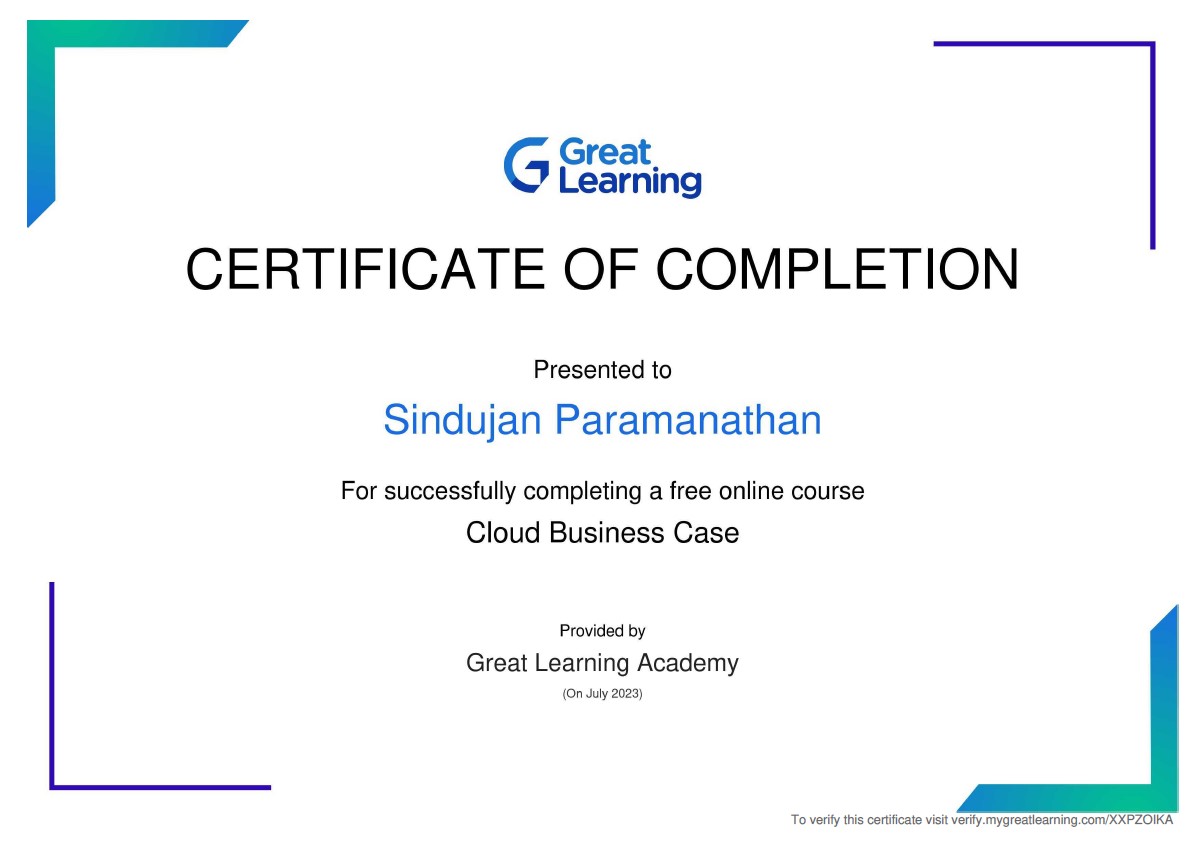 Great
Learning
CERTIFICATE OF COMPLETION
Presented to
Sindujan Paramanathan
For successfully completing a free online course
Cloud Business Case
Provided by
Great Learning Academy
(On July 2023)
To verify this certificate visit verify.mygreatlearning.com/XXPZOIKA